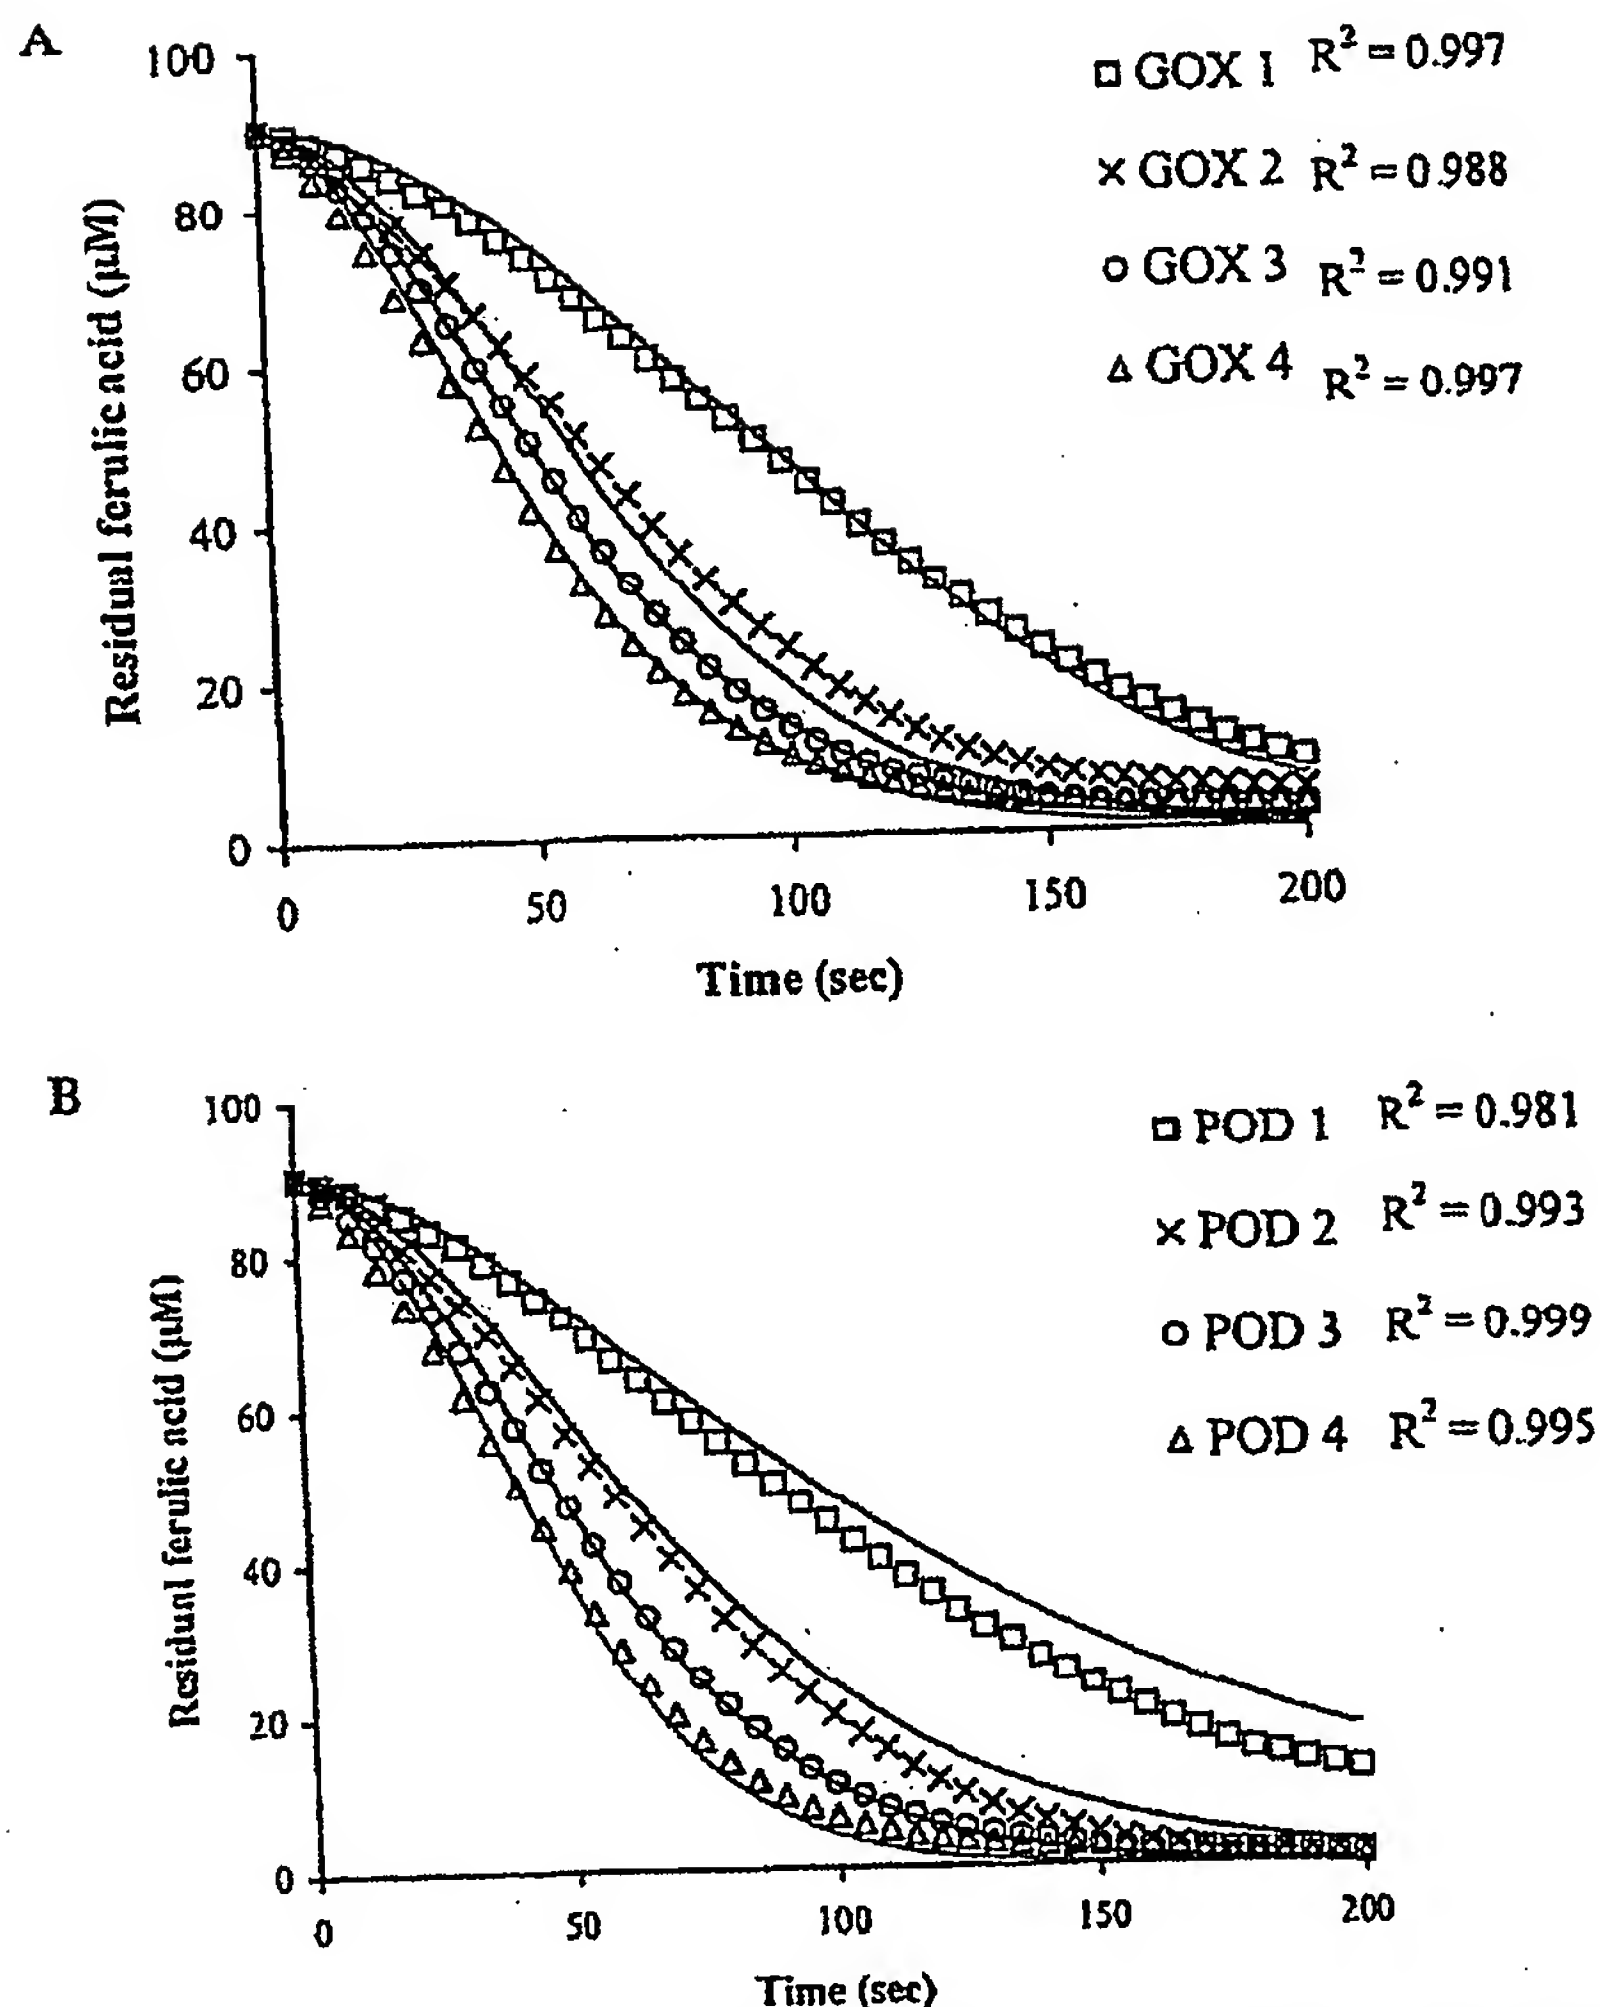 A
100
80
60
40
20
0
0 50 100 150 200
Residual ferulic acid (µM)
Time (sec)
GOX 1 R² = 0.997
× GOX 2 R² = 0.988
GOX 3 R² = 0.991
GOX 4 R² = 0.997
B
100
80
60
40
20
0
0 50 100 150 200
Residual ferulic acid (µM)
Time (sec)
POD 1 R² = 0.981
× POD 2 R² = 0.993
POD 3 R² = 0.999
POD 4 R² = 0.995